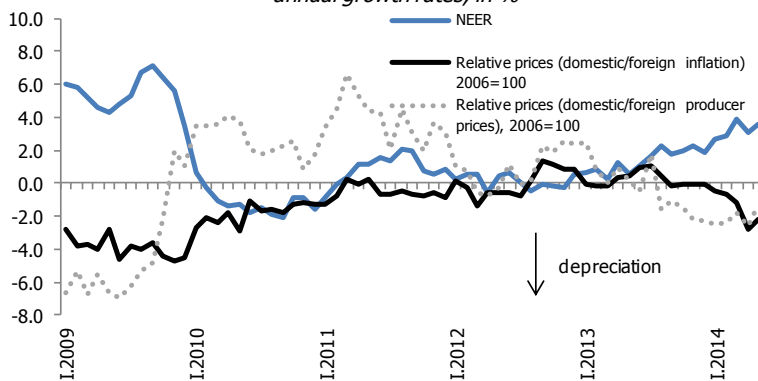 annual growth rates, in %
10.0
8.0
6.0
4.0
2.0
0.0
-2.0
-4.0
-6.0
-8.0
NEER
Relative prices (domestic/foreign inflation)
2006=100
Relative prices (domestic/foreign producer
prices), 2006=100
depreciation
I.2009
I.2010
I.2011
I.2012
I.2013
I.2014